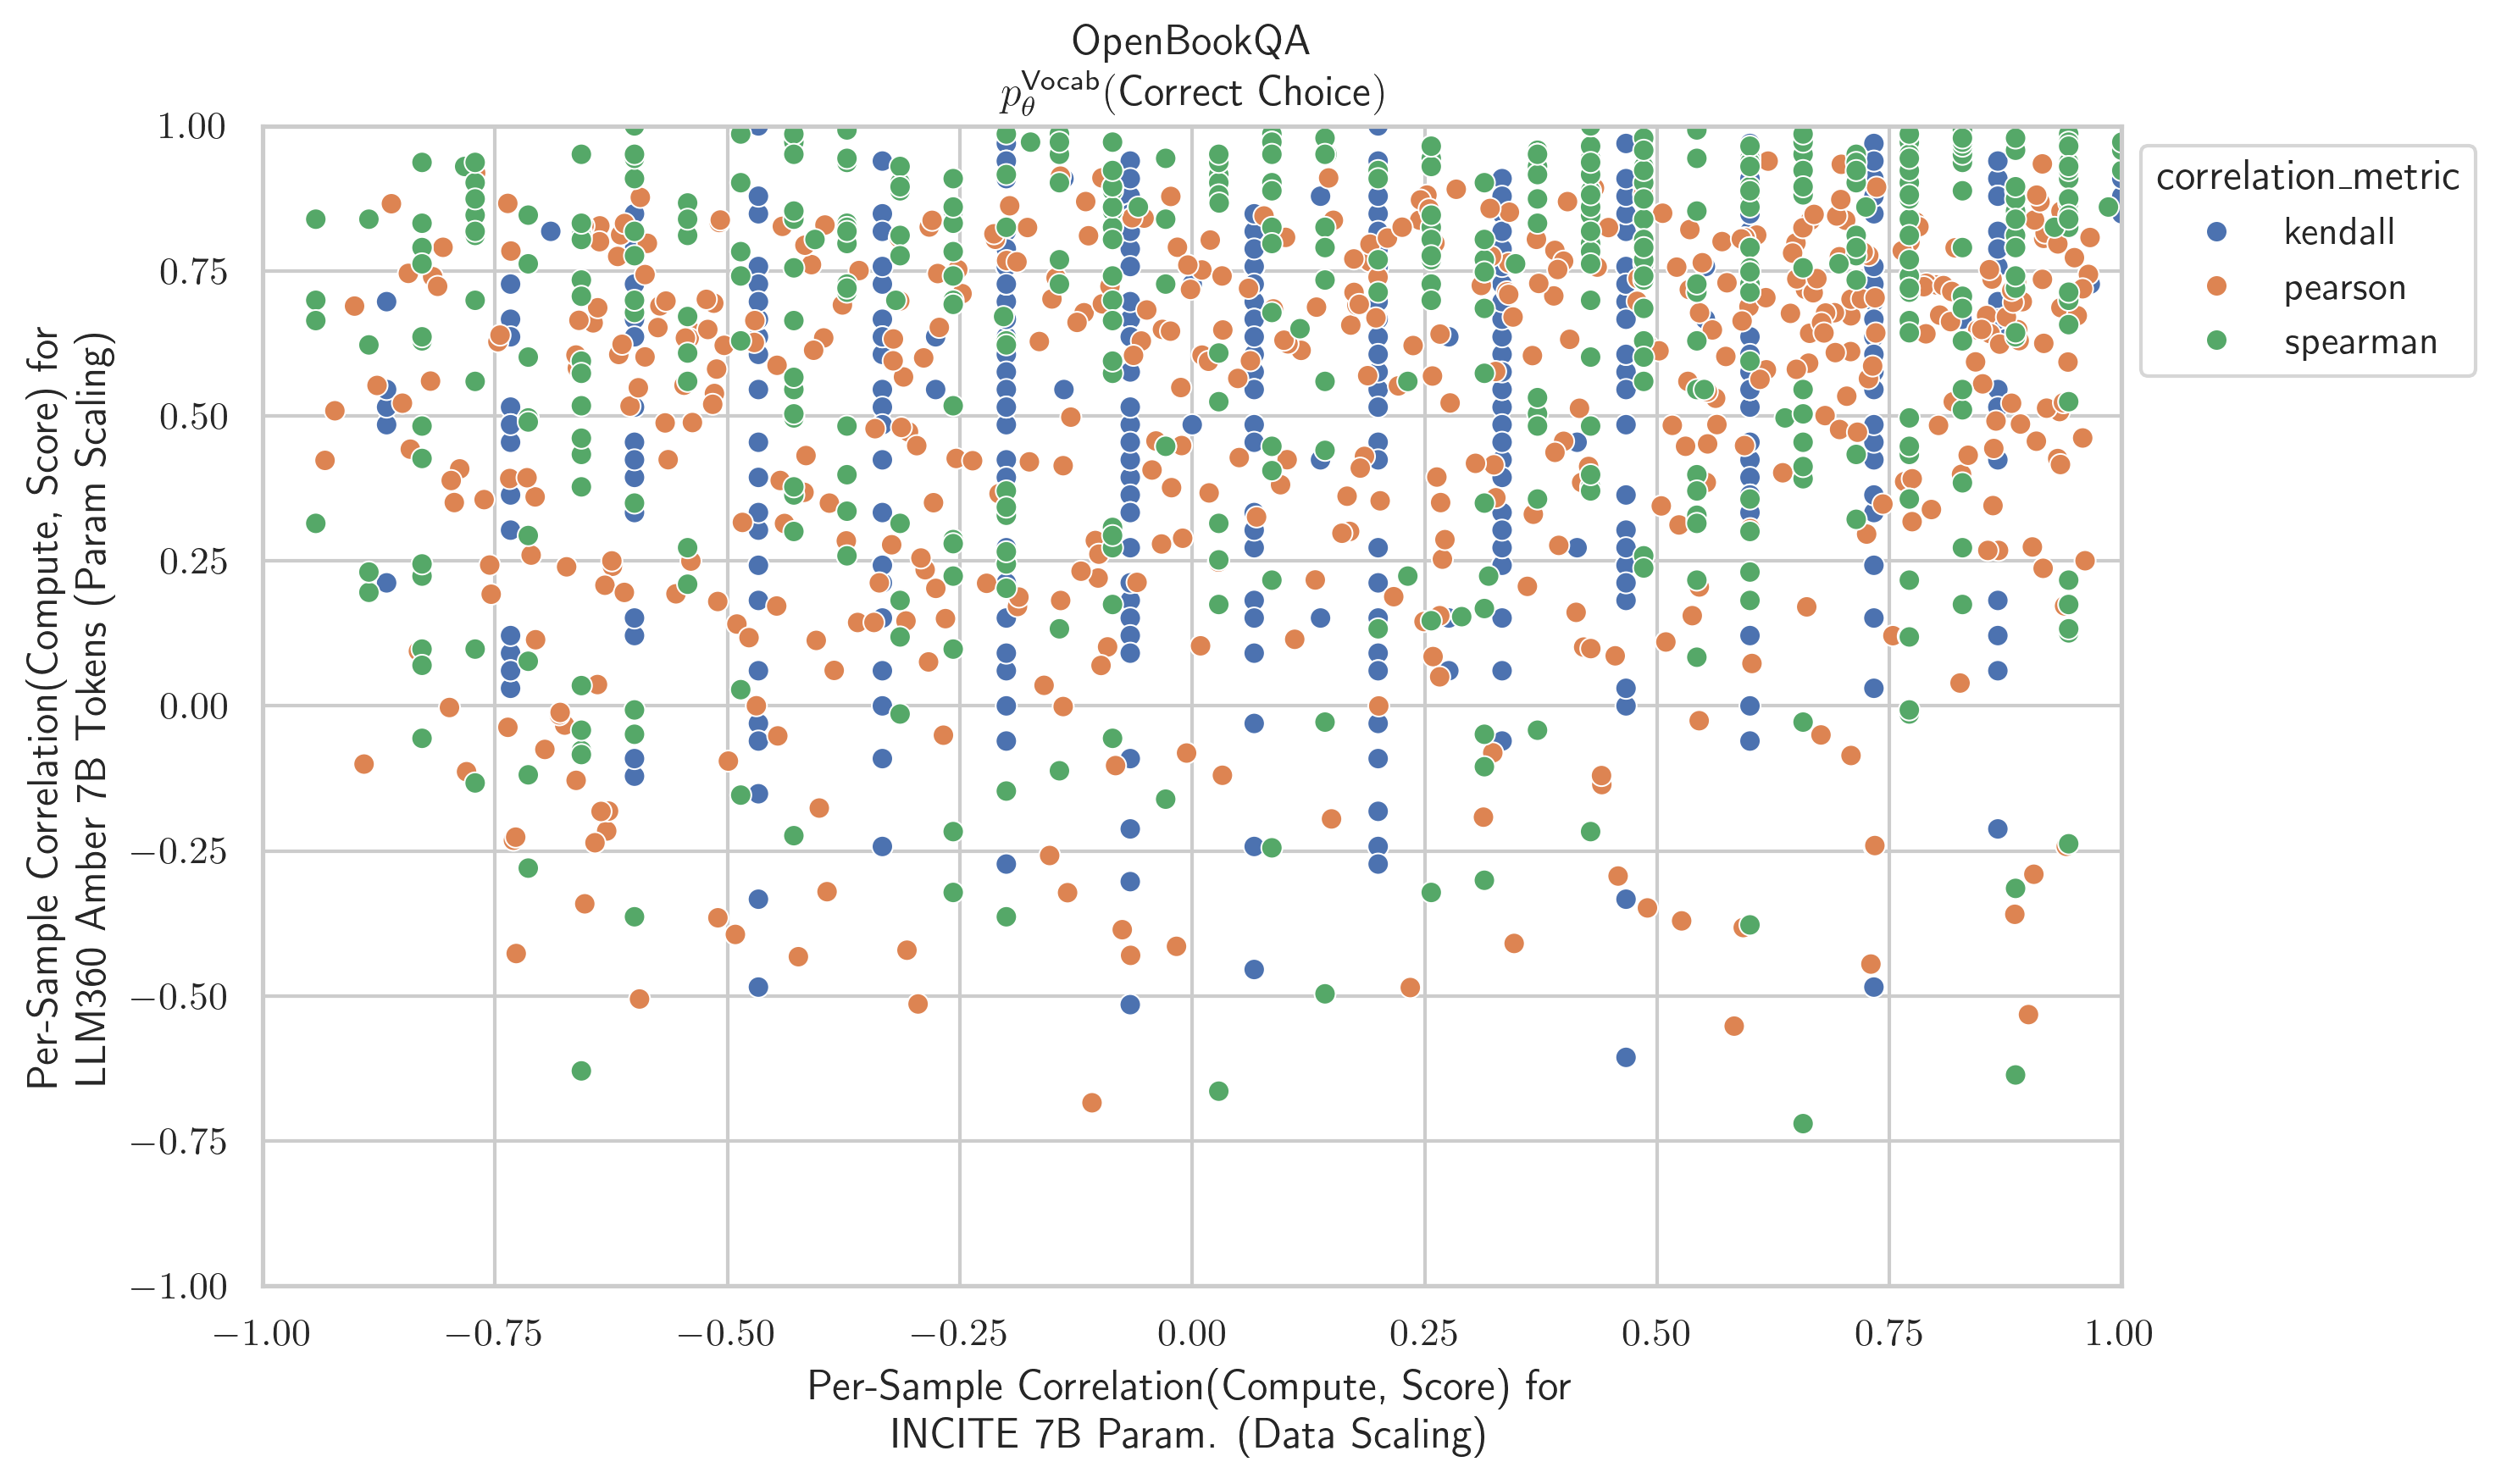 OpenBookQA
p_θ^Vocab(Correct Choice)
Per-Sample Correlation(Compute, Score) for
LLM360 Amber 7B Tokens (Param Scaling)
1.00
0.75
0.50
0.25
0.00
−0.25
−0.50
−0.75
−1.00
−1.00 −0.75 −0.50 −0.25 0.00 0.25 0.50 0.75 1.00
Per-Sample Correlation(Compute, Score) for
INCITE 7B Param. (Data Scaling)
correlation_metric
kendall
pearson
spearman